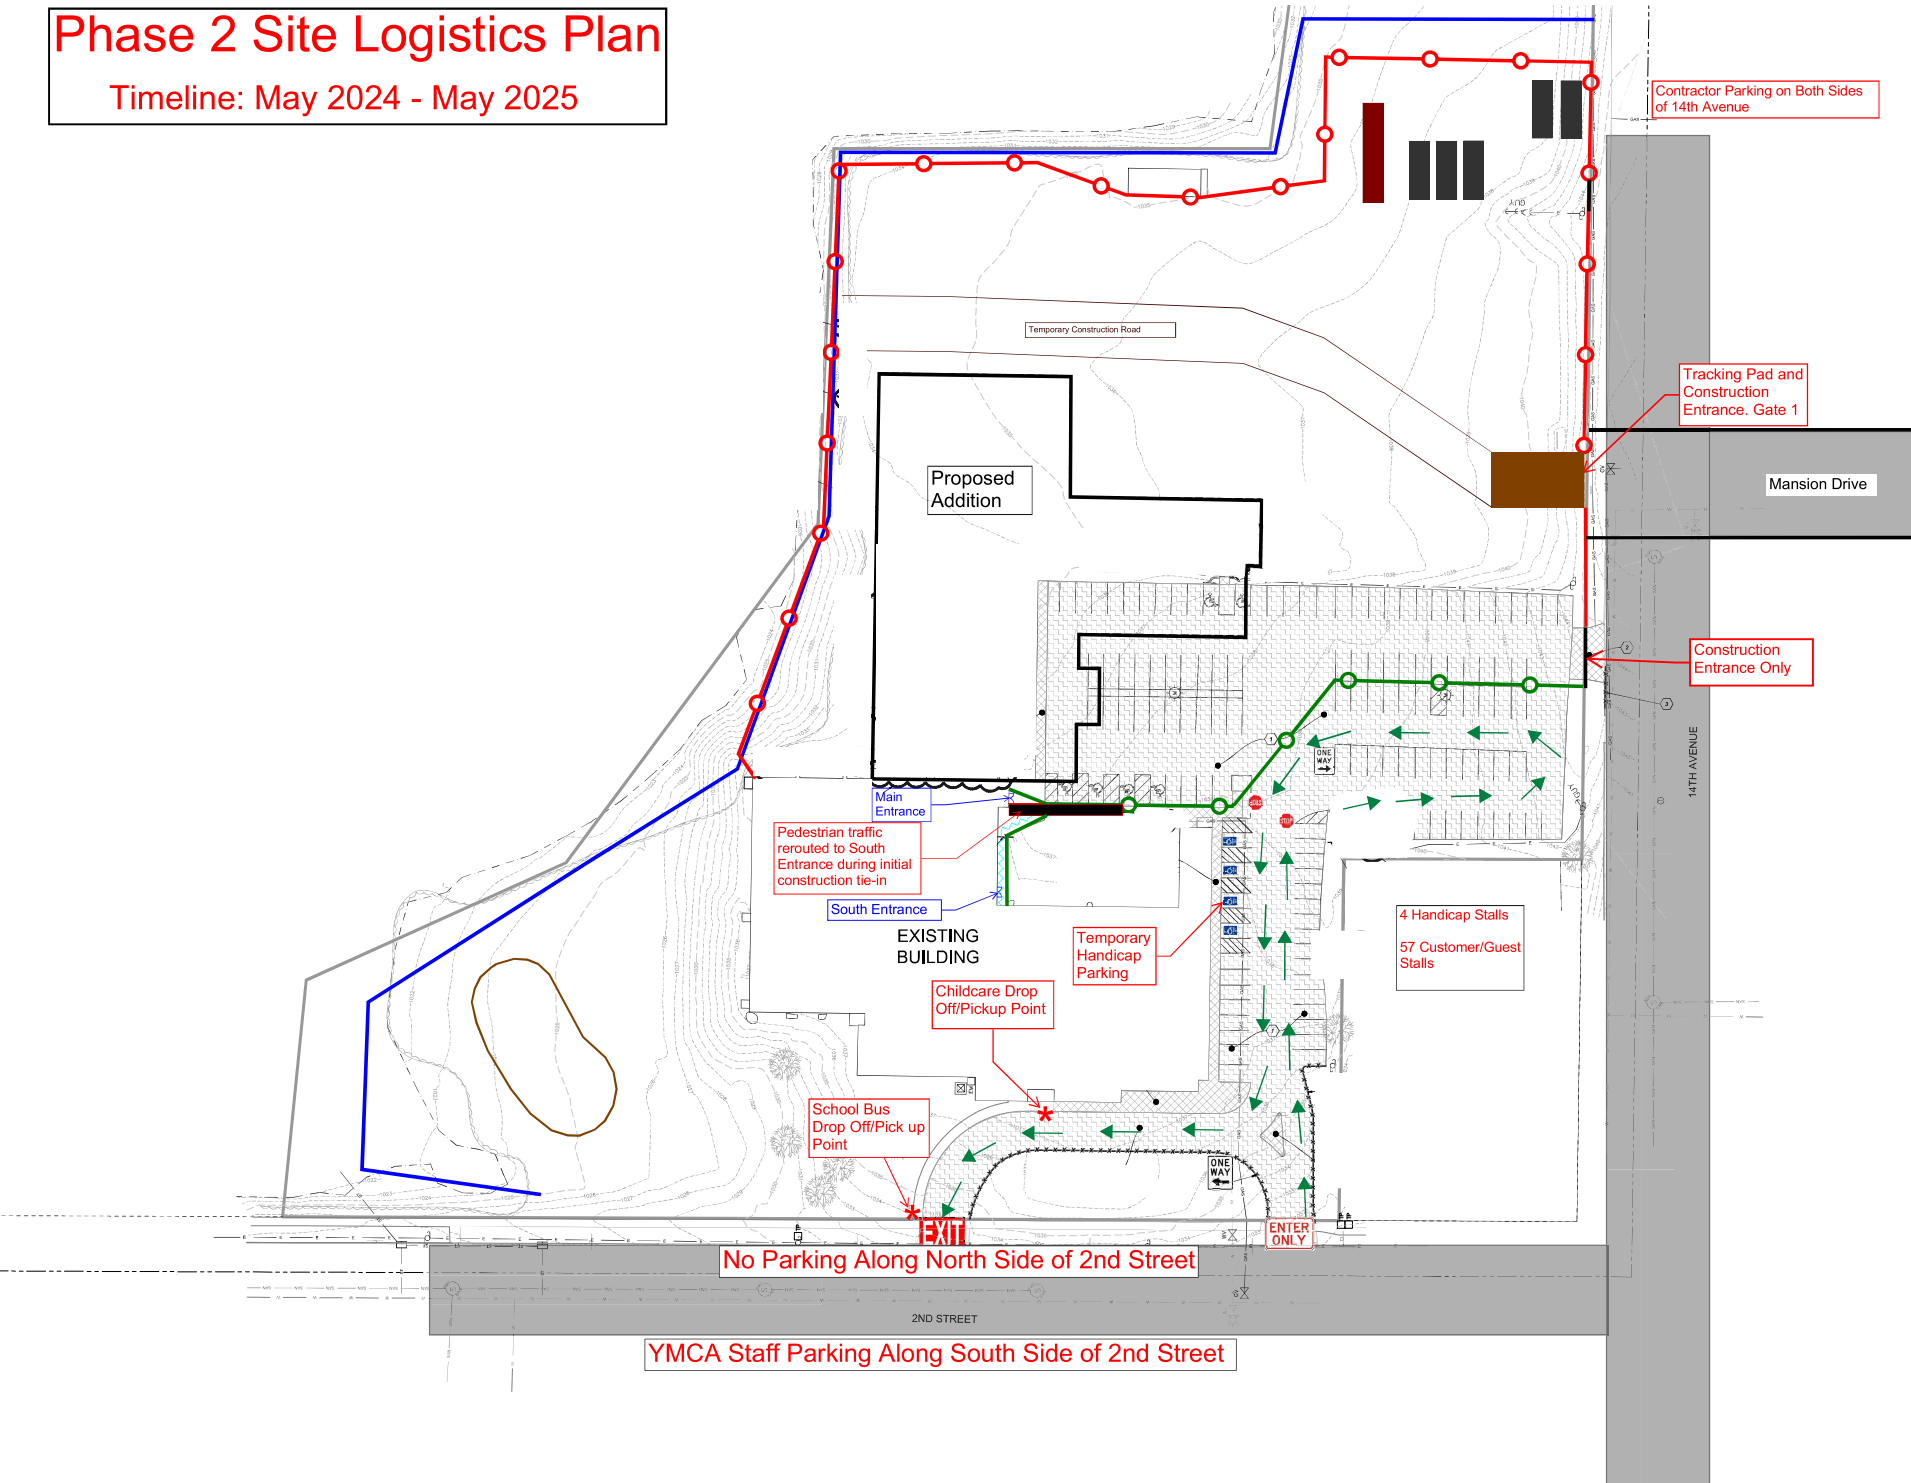 Phase 2 Site Logistics Plan
Timeline: May 2024 - May 2025
Contractor Parking on Both Sides
of 14th Avenue
GUY
Temporary Construction Road
Tracking Pad and
Construction
Entrance. Gate 1
Mansion Drive
Proposed
Addition
Construction
Entrance Only
14TH AVENUE
ONE
WAY
STOP
STOP
GUY
Main
Entrance
Pedestrian traffic
rerouted to South
Entrance during initial
construction tie-in
South Entrance
EXISTING
BUILDING
Temporary
Handicap
Parking
4 Handicap Stalls
57 Customer/Guest
Stalls
Childcare Drop
Off/Pickup Point
School Bus
Drop Off/Pick up
Point
ONE
WAY
EXIT
ENTER
ONLY
No Parking Along North Side of 2nd Street
2ND STREET
YMCA Staff Parking Along South Side of 2nd Street